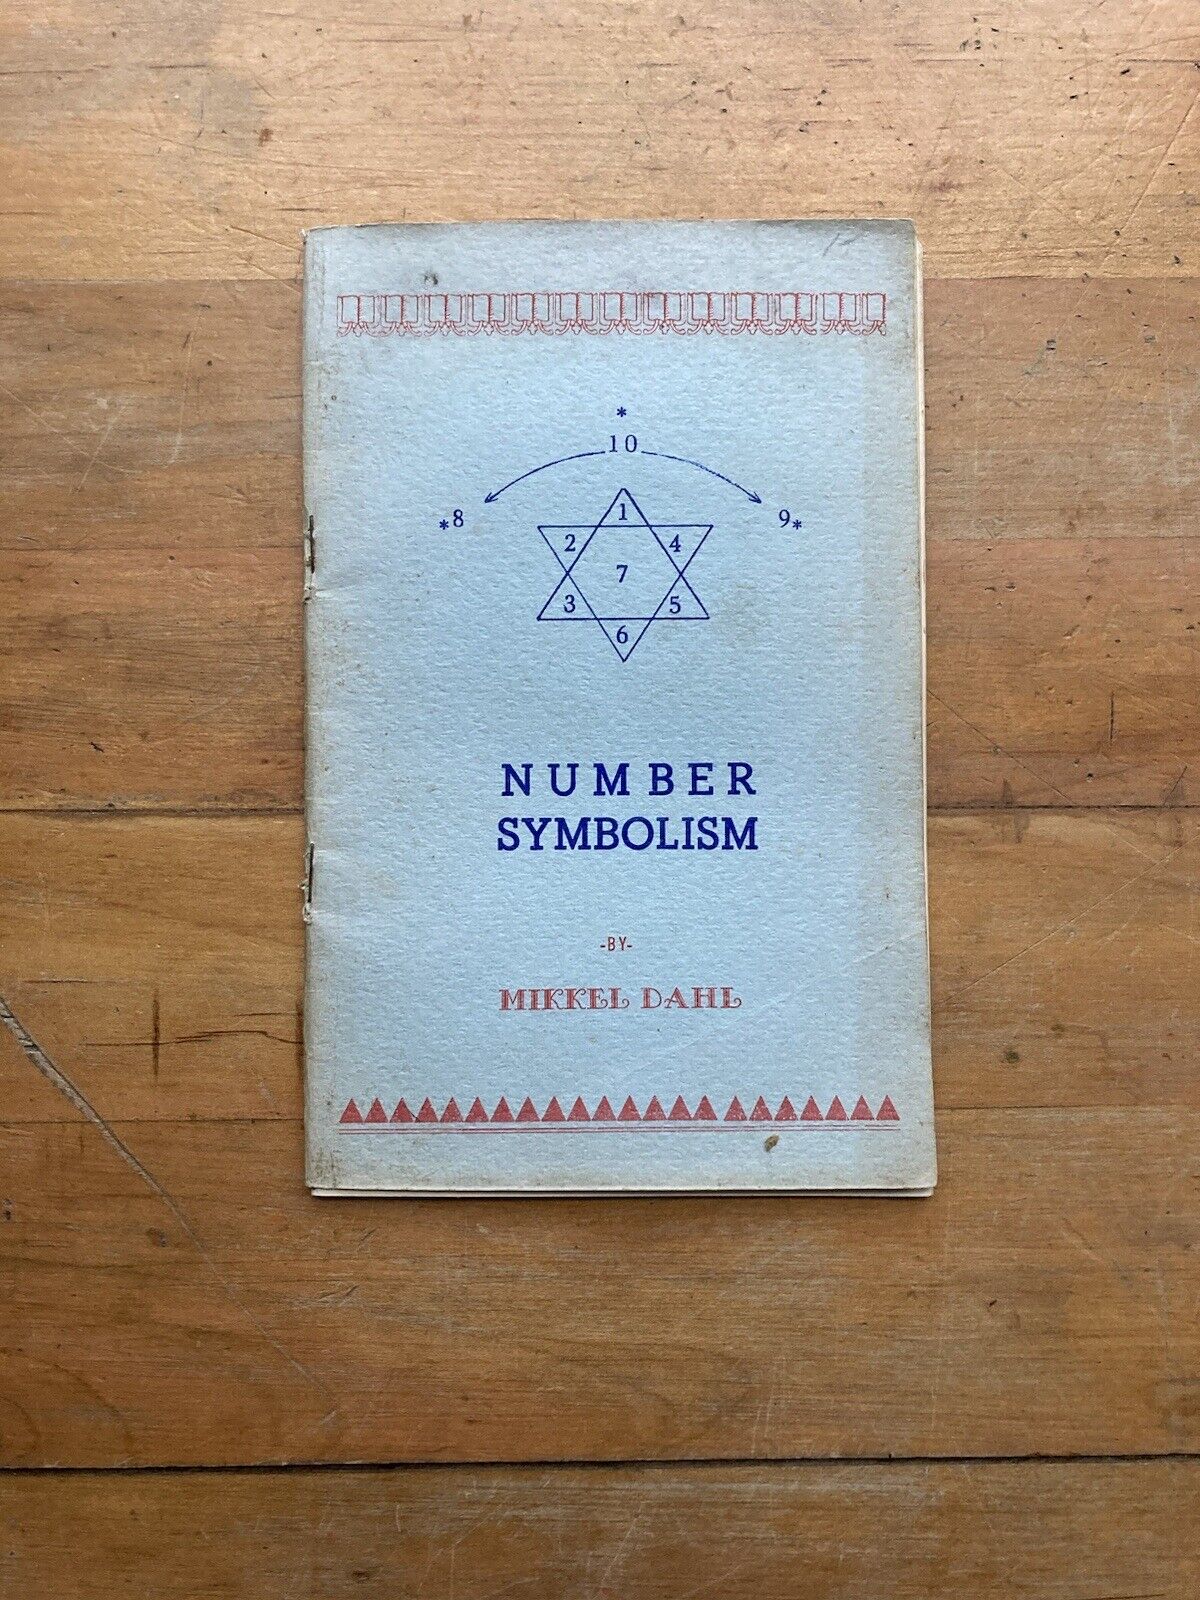 *
10
*8 9*
1
2 4
7
3 5
6
NUMBER
SYMBOLISM
-BY-
MIKKEL DAHL